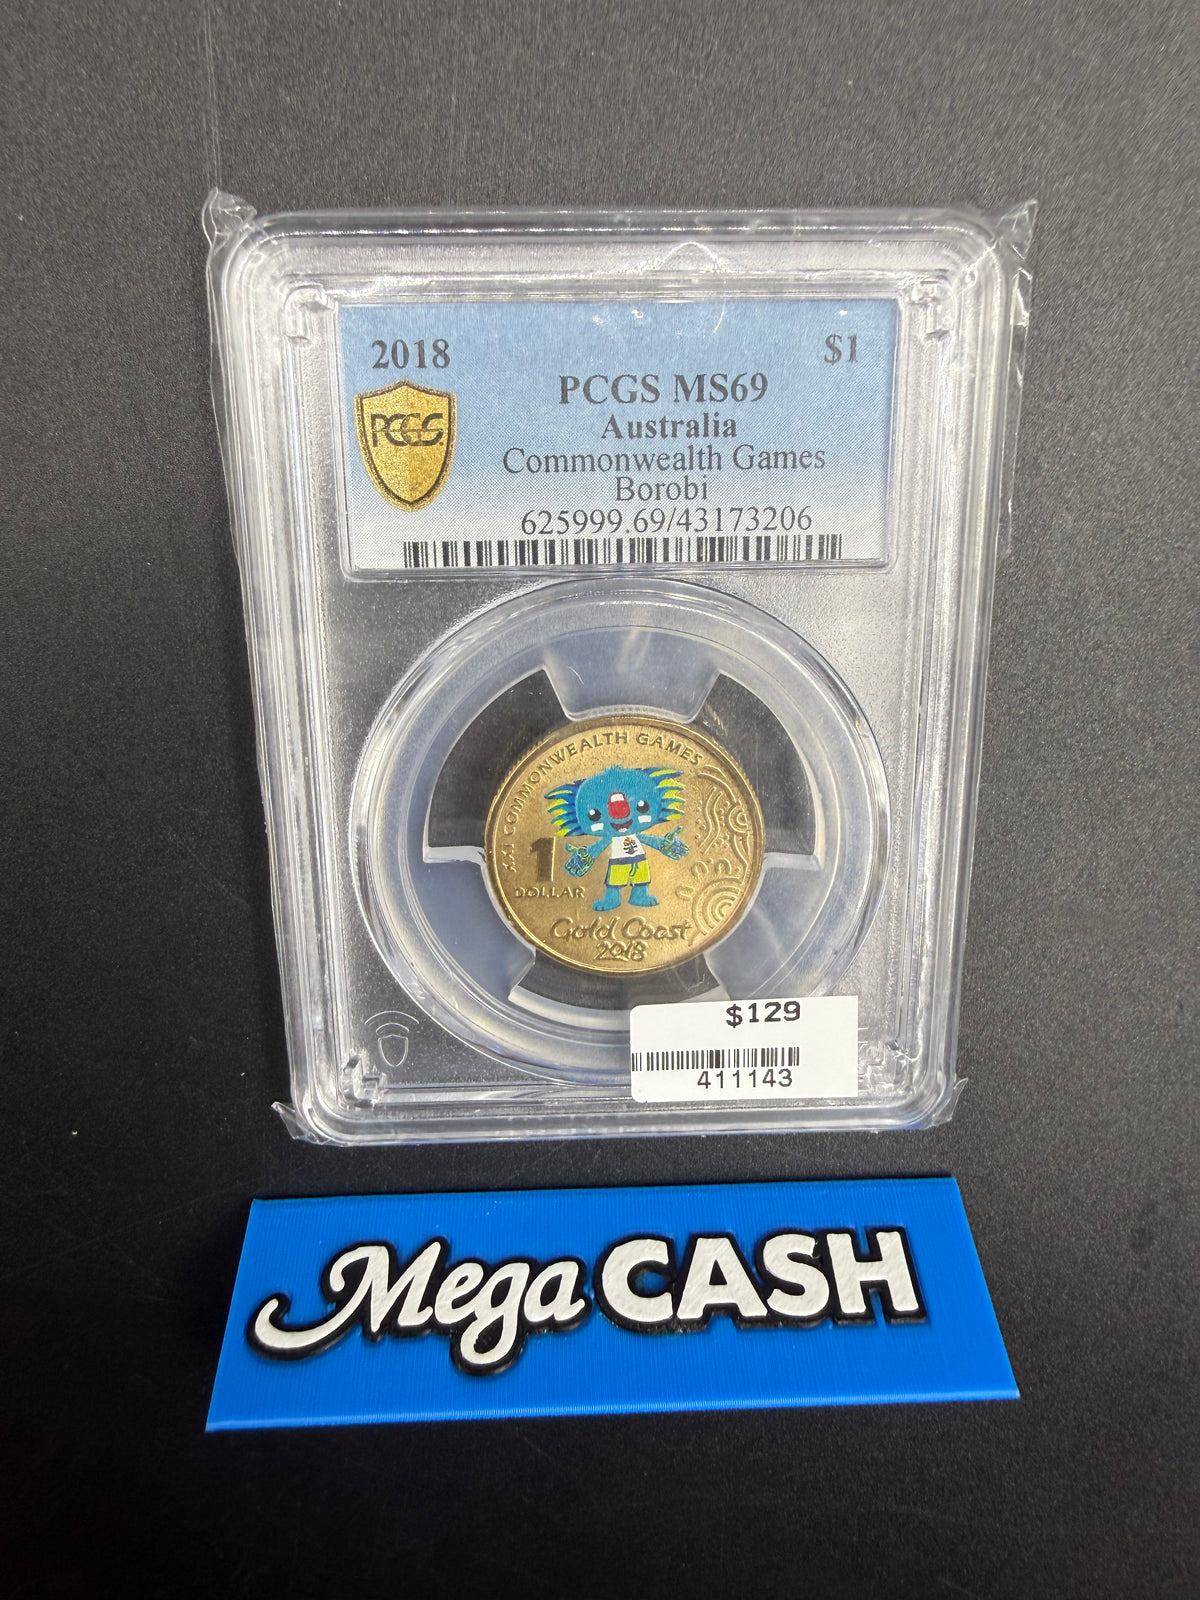 2018 $1
PCGS MS69
PCGS
Australia
Commonwealth Games
Borobi
625999.69/43173206
XXI COMMONWEALTH GAMES
1
DOLLAR
Gold Coast
2018
$129
411143
Mega CASH